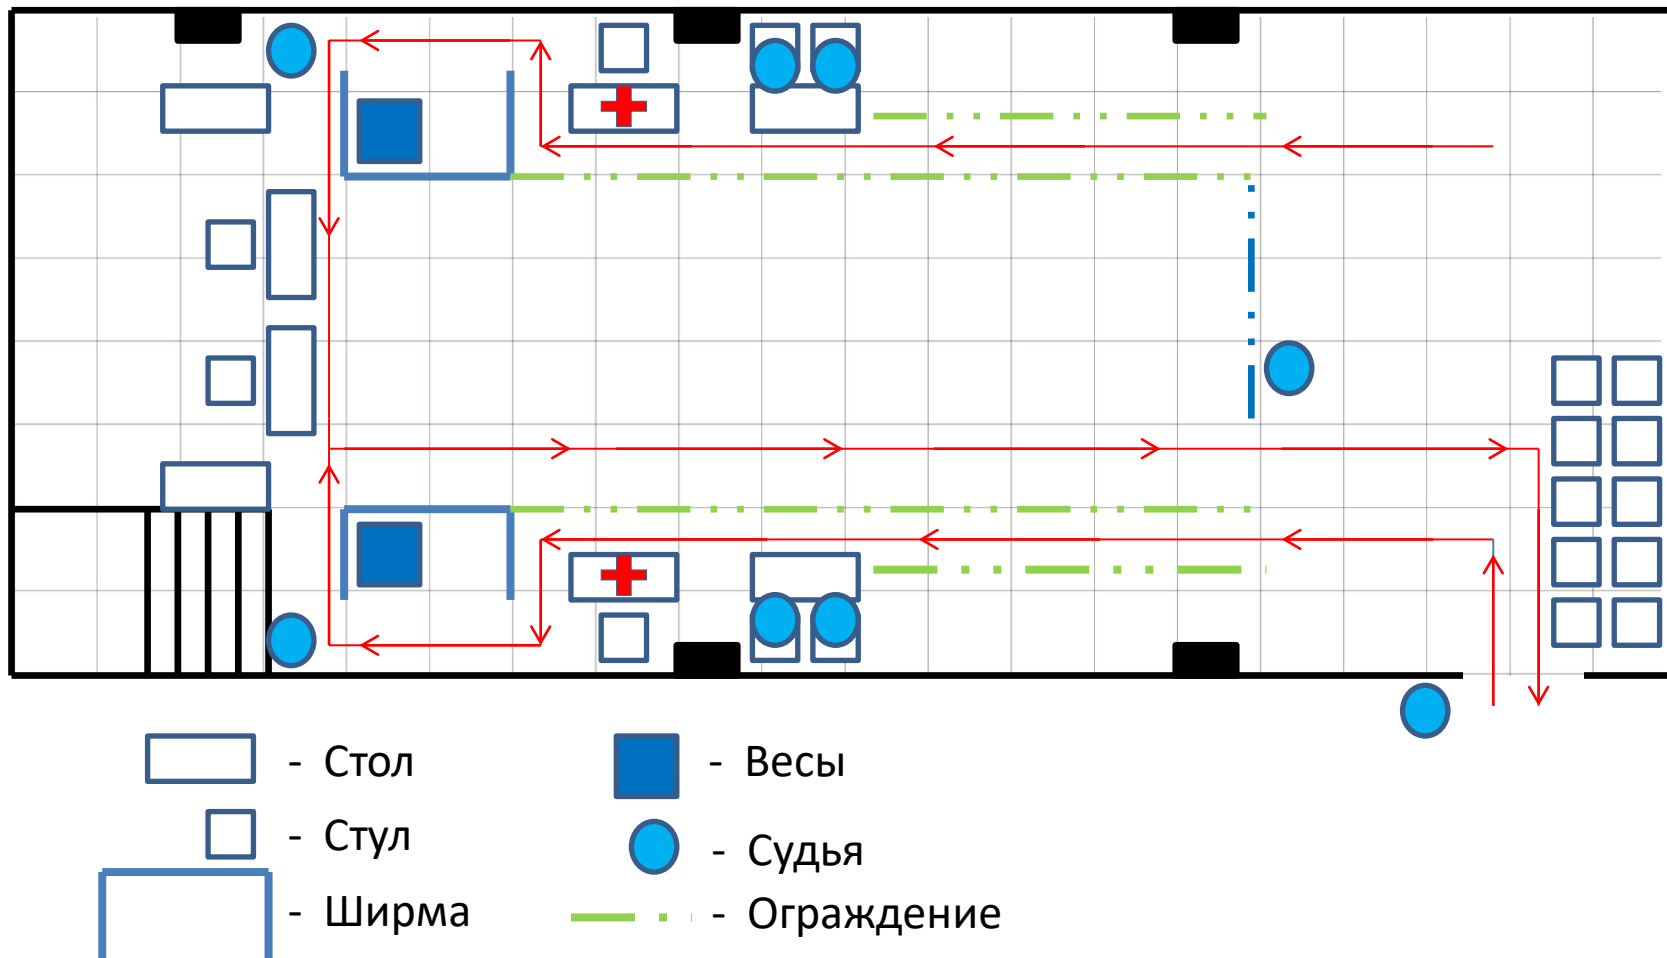 - Стол
- Стул
- Ширма
- Весы
- Судья
- Ограждение